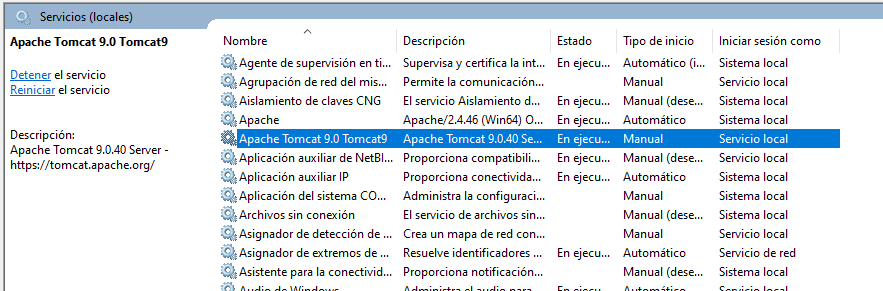 Servicios (locales)
Apache Tomcat 9.0 Tomcat9
Detener el servicio
Reiniciar el servicio
Descripción:
Apache Tomcat 9.0.40 Server -
https://tomcat.apache.org/
Nombre Descripción Estado Tipo de inicio Iniciar sesión como
Agente de supervisión en ti... Supervisa y certifica la int... En ejecu... Automático (i... Sistema local
Agrupación de red del mis... Permite la comunicación... Manual Servicio local
Aislamiento de claves CNG El servicio Aislamiento d... En ejecu... Manual (dese... Sistema local
Apache Apache/2.4.46 (Win64) O... En ejecu... Automático Sistema local
Apache Tomcat 9.0 Tomcat9 Apache Tomcat 9.0.40 Se... En ejecu... Manual Servicio local
Aplicación auxiliar de NetBI... Proporciona compatibili... En ejecu... Manual (dese... Servicio local
Aplicación auxiliar IP Proporciona conectivida... En ejecu... Automático Sistema local
Aplicación del sistema CO... Administra la configuraci... Manual Sistema local
Archivos sin conexión El servicio de archivos sin... Manual (dese... Sistema local
Asignador de detección de ... Crea un mapa de red con... Manual Servicio local
Asignador de extremos de ... Resuelve identificadores ... En ejecu... Automático Servicio de red
Asistente para la conectivid... Proporciona notificación... Manual (dese... Sistema local
Audio de Windows Administra el audio para ... En ejecu... Automático Servicio local